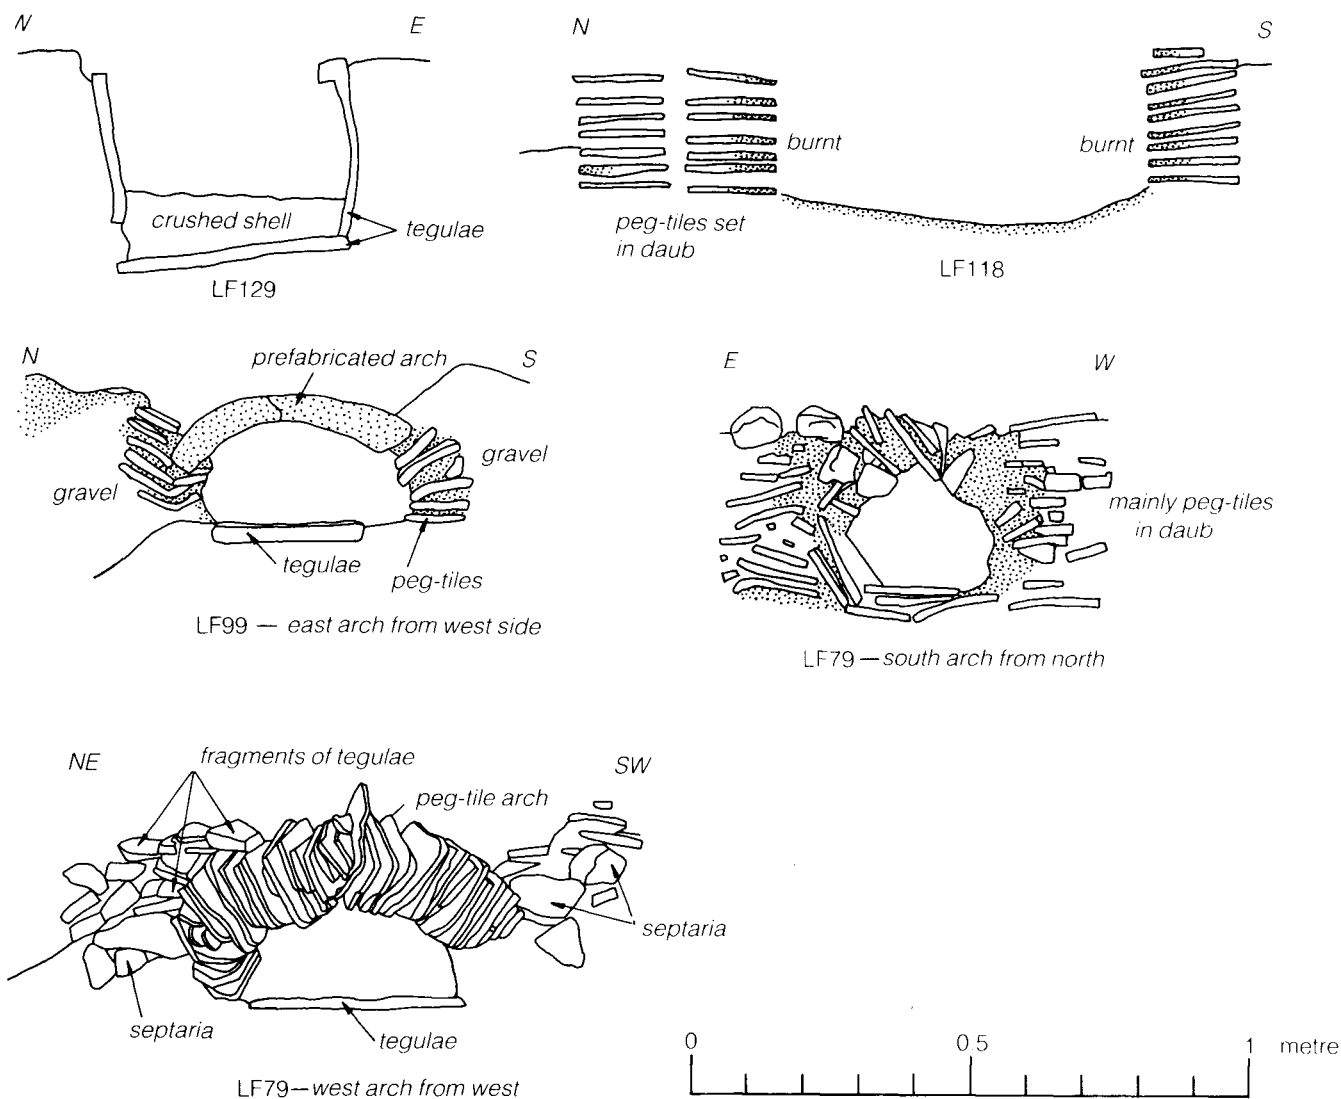 N
E
crushed shell
tegulae
LF129
N
S
burnt
burnt
peg-tiles set
in daub
LF118
N
S
prefabricated arch
gravel
gravel
tegulae
peg-tiles
LF99 — east arch from west side
E
W
mainly peg-tiles
in daub
LF79 — south arch from north
NE
SW
fragments of tegulae
peg-tile arch
septaria
septaria
tegulae
LF79 — west arch from west
0
0.5
1
metre